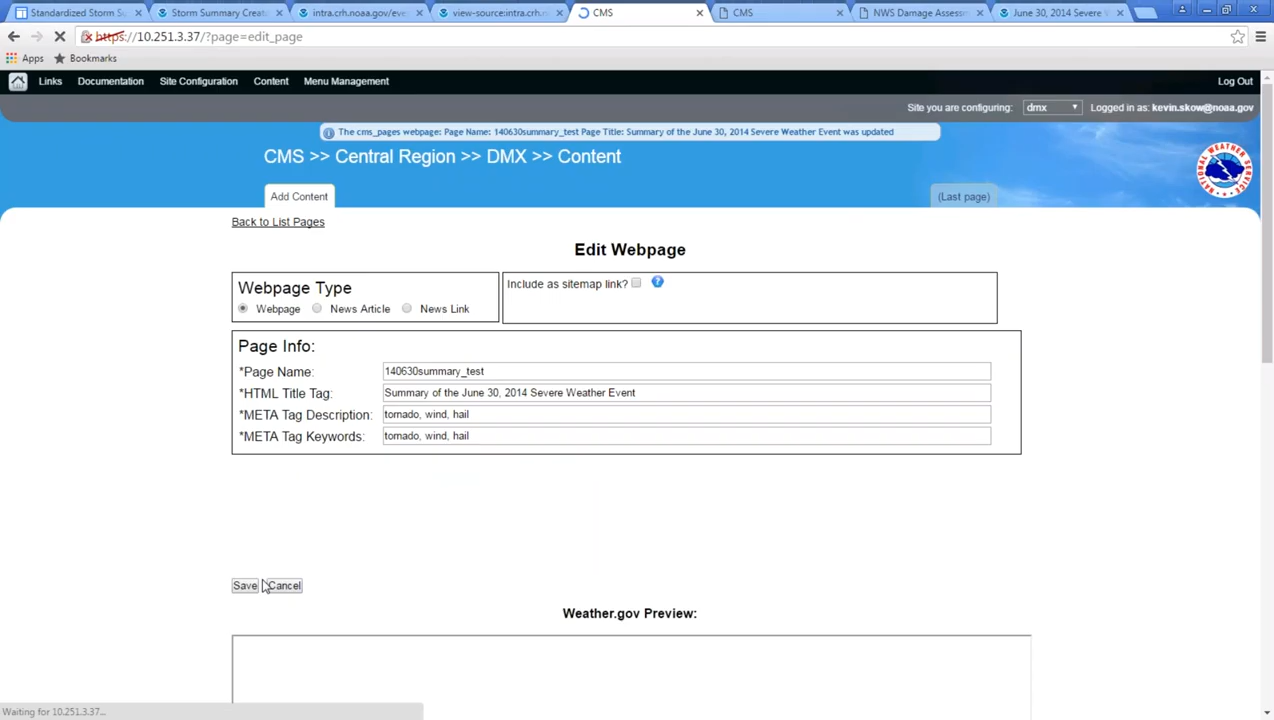 Standardized Storm Su
Storm Summary Creat
intra.crh.noaa.gov/eve
view-source:intra.crh.n
CMS
CMS
NWS Damage Assessm
June 30, 2014 Severe W
https://10.251.3.37/?page=edit_page
Apps Bookmarks
Links Documentation Site Configuration Content Menu Management Log Out
Site you are configuring: dmx Logged in as: kevin.skow@noaa.gov
The cms_pages webpage: Page Name: 140630summary_test Page Title: Summary of the June 30, 2014 Severe Weather Event was updated
CMS >> Central Region >> DMX >> Content
Add Content (Last page)
Back to List Pages
Edit Webpage
Webpage Type
Webpage News Article News Link
Include as sitemap link? ?
Page Info:
*Page Name: 140630summary_test
*HTML Title Tag: Summary of the June 30, 2014 Severe Weather Event
*META Tag Description: tornado, wind, hail
*META Tag Keywords: tornado, wind, hail
Save Cancel
Weather.gov Preview:
Waiting for 10.251.3.37...